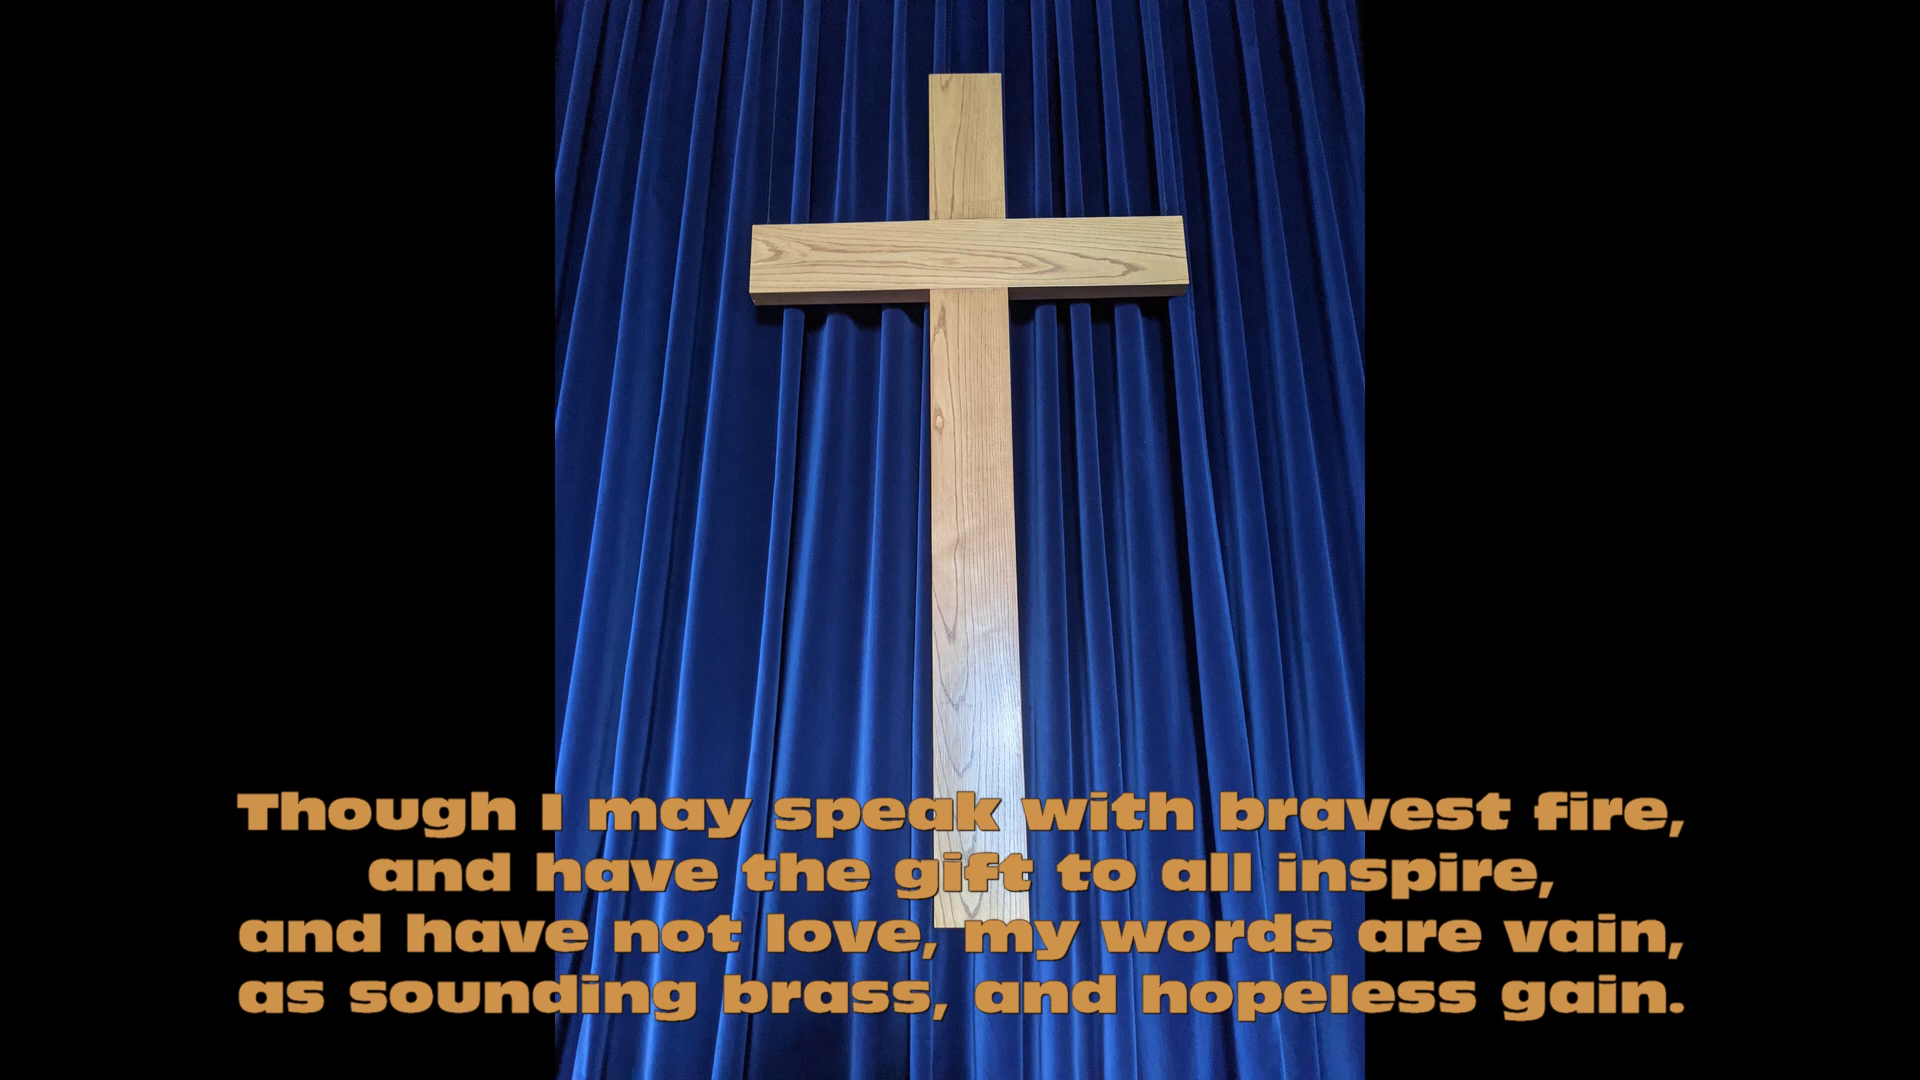 Though I may speak with bravest fire,
and have the gift to all inspire,
and have not love, my words are vain,
as sounding brass, and hopeless gain.